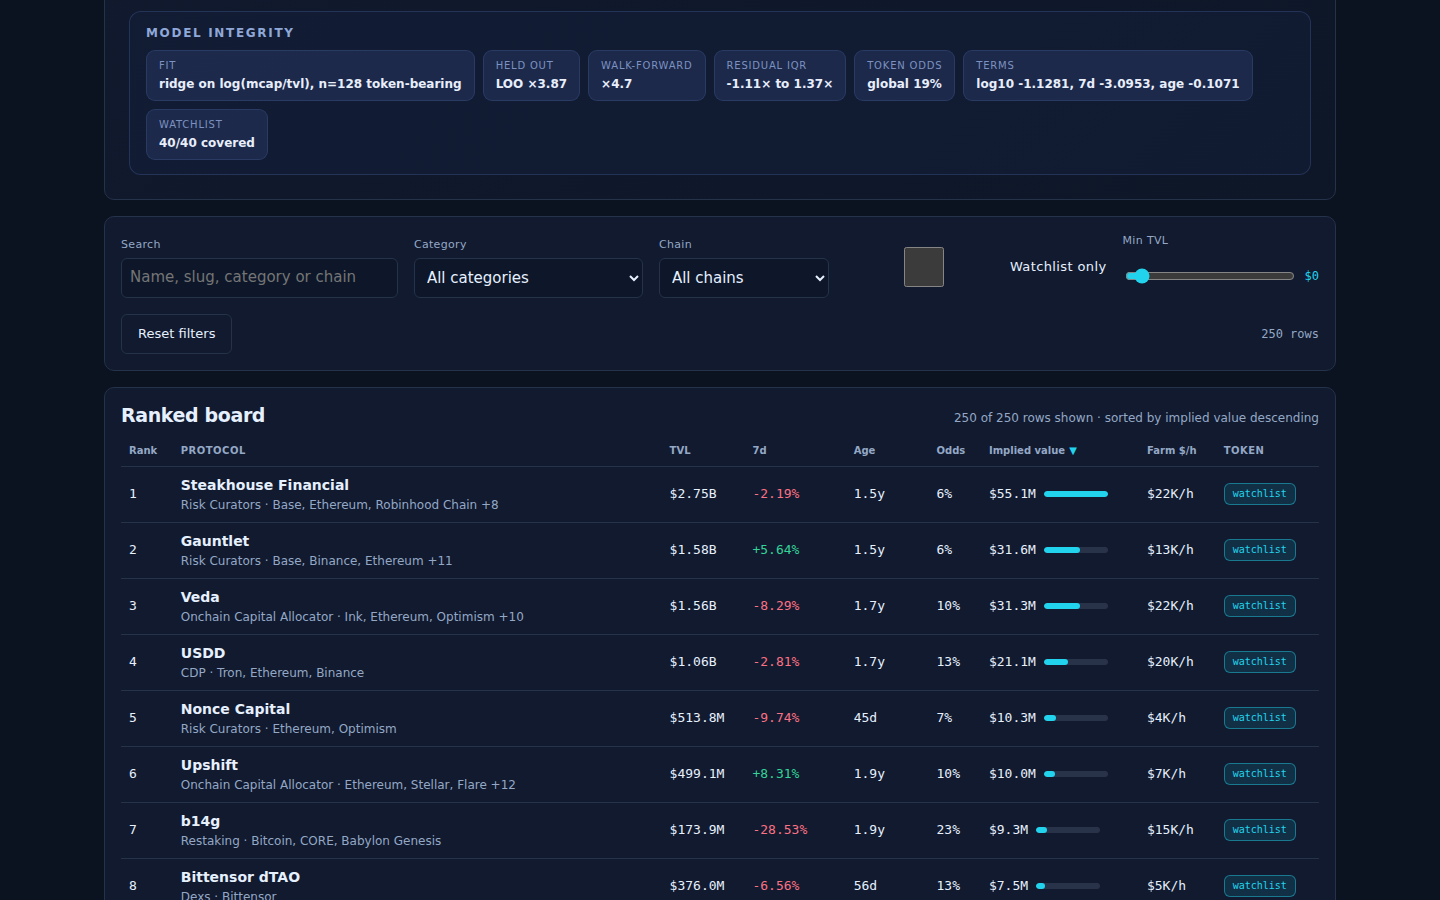 MODEL INTEGRITY
FIT
ridge on log(mcap/tvl), n=128 token-bearing
HELD OUT
LOO ×3.87
WALK-FORWARD
×4.7
RESIDUAL IQR
-1.11× to 1.37×
TOKEN ODDS
global 19%
TERMS
log10 -1.1281, 7d -3.0953, age -0.1071
WATCHLIST
40/40 covered
Search
Name, slug, category or chain
Category
All categories
Chain
All chains
Watchlist only
Min TVL
$0
Reset filters
250 rows
Ranked board
250 of 250 rows shown · sorted by implied value descending
Rank PROTOCOL TVL 7d Age Odds Implied value ▼ Farm $/h TOKEN
1 Steakhouse Financial $2.75B -2.19% 1.5y 6% $55.1M $22K/h watchlist
Risk Curators · Base, Ethereum, Robinhood Chain +8
2 Gauntlet $1.58B +5.64% 1.5y 6% $31.6M $13K/h watchlist
Risk Curators · Base, Binance, Ethereum +11
3 Veda $1.56B -8.29% 1.7y 10% $31.3M $22K/h watchlist
Onchain Capital Allocator · Ink, Ethereum, Optimism +10
4 USDD $1.06B -2.81% 1.7y 13% $21.1M $20K/h watchlist
CDP · Tron, Ethereum, Binance
5 Nonce Capital $513.8M -9.74% 45d 7% $10.3M $4K/h watchlist
Risk Curators · Ethereum, Optimism
6 Upshift $499.1M +8.31% 1.9y 10% $10.0M $7K/h watchlist
Onchain Capital Allocator · Ethereum, Stellar, Flare +12
7 b14g $173.9M -28.53% 1.9y 23% $9.3M $15K/h watchlist
Restaking · Bitcoin, CORE, Babylon Genesis
8 Bittensor dTAO $376.0M -6.56% 56d 13% $7.5M $5K/h watchlist
Dexs · Bittensor